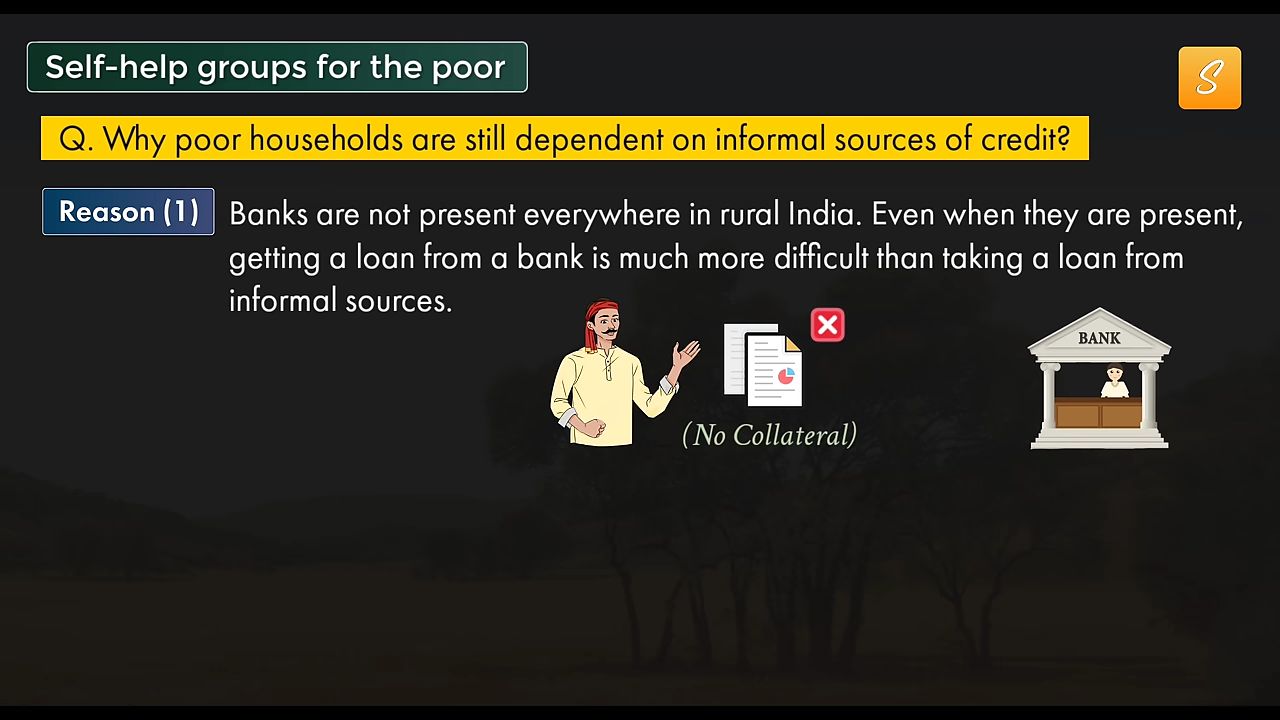 Self-help groups for the poor
S
Q. Why poor households are still dependent on informal sources of credit?
Reason (1)
Banks are not present everywhere in rural India. Even when they are present,
getting a loan from a bank is much more difficult than taking a loan from
informal sources.
BANK
(No Collateral)